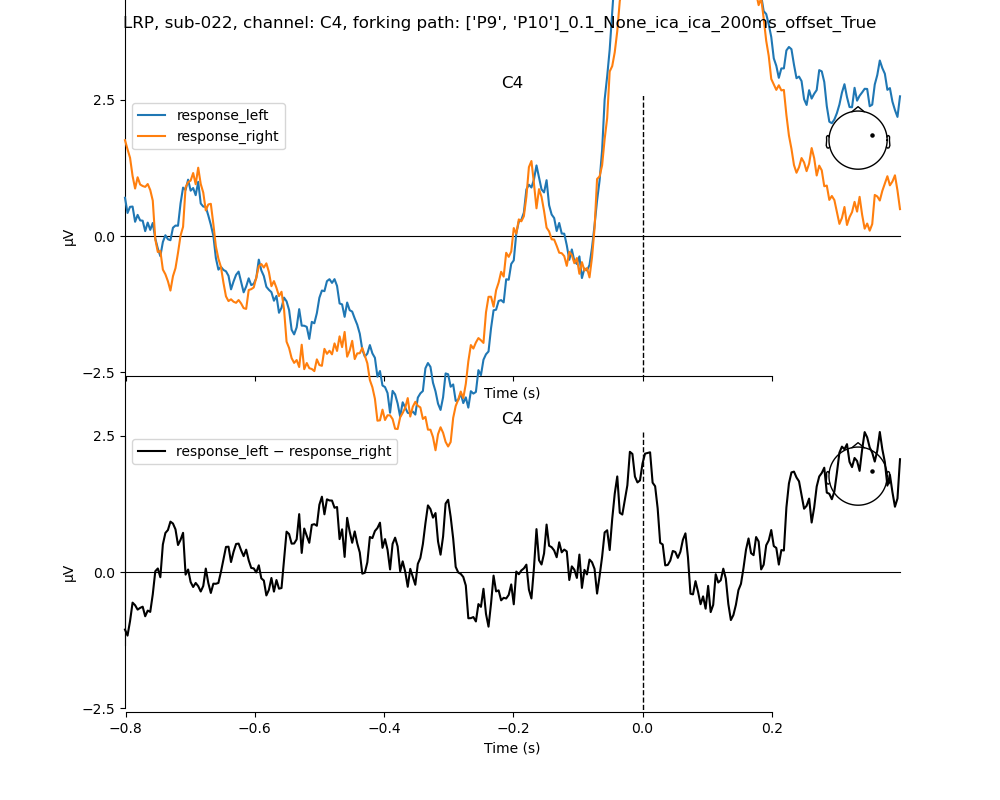 LRP, sub-022, channel: C4, forking path: ['P9', 'P10']_0.1_None_ica_ica_200ms_offset_True
C4
2.5
response_left
response_right
0.0
µV
−2.5
Time (s)
C4
2.5
response_left − response_right
0.0
µV
−2.5
−0.8 −0.6 −0.4 −0.2 0.0 0.2
Time (s)